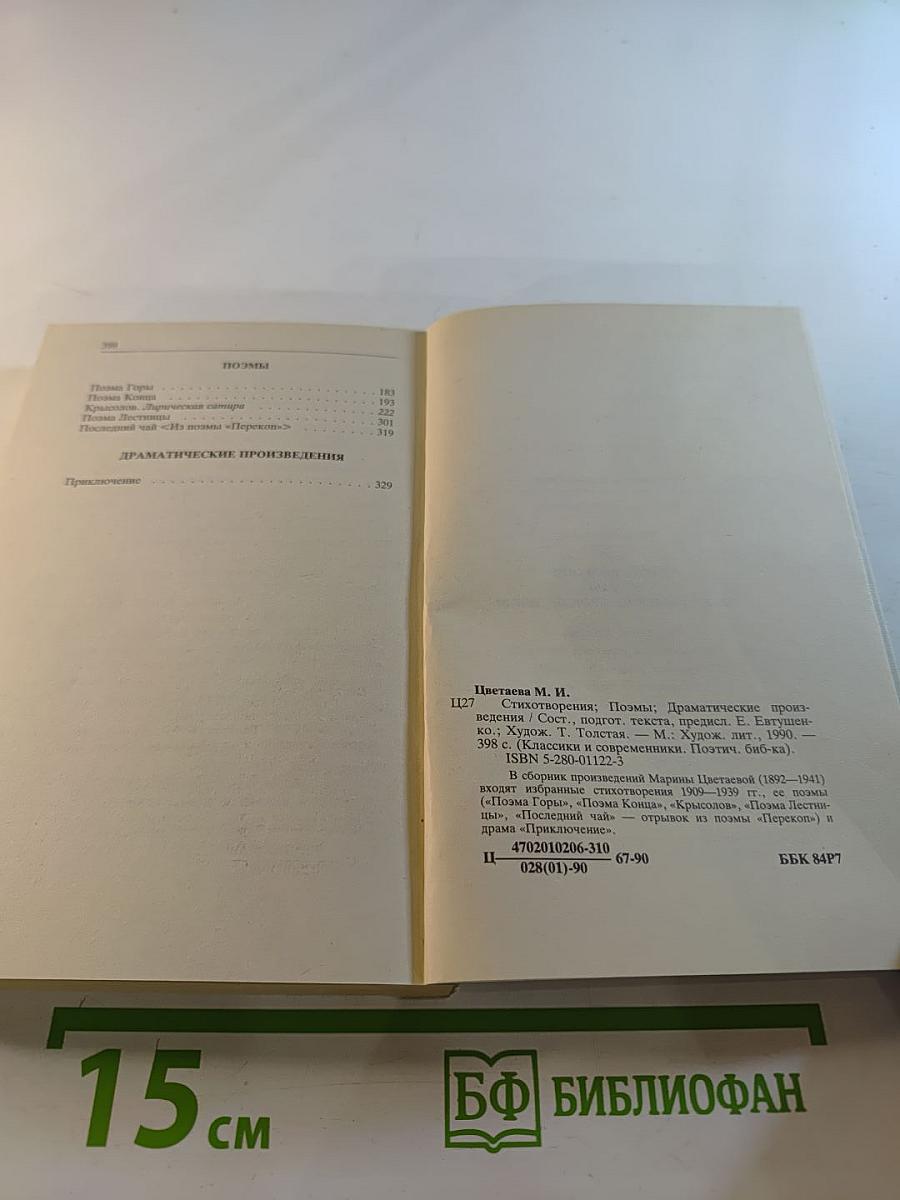 ПОЭМЫ
Поэма Горы . . . . . . . . . . . . . . . . . . . . . . . . 183
Поэма Конца . . . . . . . . . . . . . . . . . . . . . . . . 193
Крысолов. Лирическая сатира . . . . . . . . . . . . . . 222
Поэма Лестницы . . . . . . . . . . . . . . . . . . . . . . 301
Последний чай <Из поэмы «Перекоп»> . . . . . . . . 319
ДРАМАТИЧЕСКИЕ ПРОИЗВЕДЕНИЯ
Приключение . . . . . . . . . . . . . . . . . . . . . . . . 329
Цветаева М. И.
Ц27 Стихотворения; Поэмы; Драматические произ-
ведения / Сост., подгот. текста, предисл. Е. Евтушен-
ко.; Худож. Т. Толстая. — М.: Худож. лит., 1990. —
398 с. (Классики и современники. Поэтич. биб-ка).
ISBN 5-280-01122-3
В сборник произведений Марины Цветаевой (1892—1941)
входят избранные стихотворения 1909—1939 гг., ее поэмы
(«Поэма Горы», «Поэма Конца», «Крысолов», «Поэма Лестни-
цы», «Последний чай» — отрывок из поэмы «Перекоп») и
драма «Приключение».
4702010206-310
Ц 67-90 ББК 84Р7
028(01)-90
15 см
БФ БИБЛИОФАН